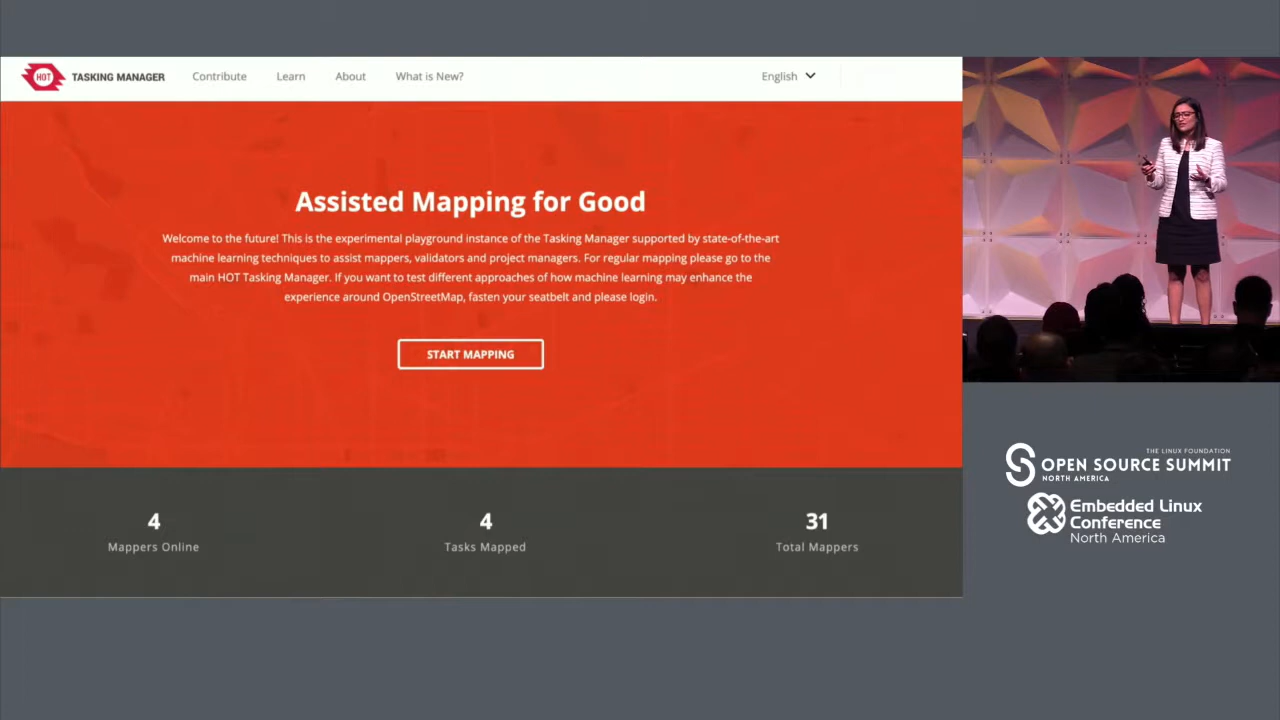 HOT TASKING MANAGER Contribute Learn About What is New? English
Assisted Mapping for Good
Welcome to the future! This is the experimental playground instance of the Tasking Manager supported by state-of-the-art
machine learning techniques to assist mappers, validators and project managers. For regular mapping please go to the
main HOT Tasking Manager. If you want to test different approaches of how machine learning may enhance the
experience around OpenStreetMap, fasten your seatbelt and please login.
START MAPPING
4 4 31
Mappers Online Tasks Mapped Total Mappers
THE LINUX FOUNDATION
OPEN SOURCE SUMMIT
NORTH AMERICA
Embedded Linux
Conference
North America